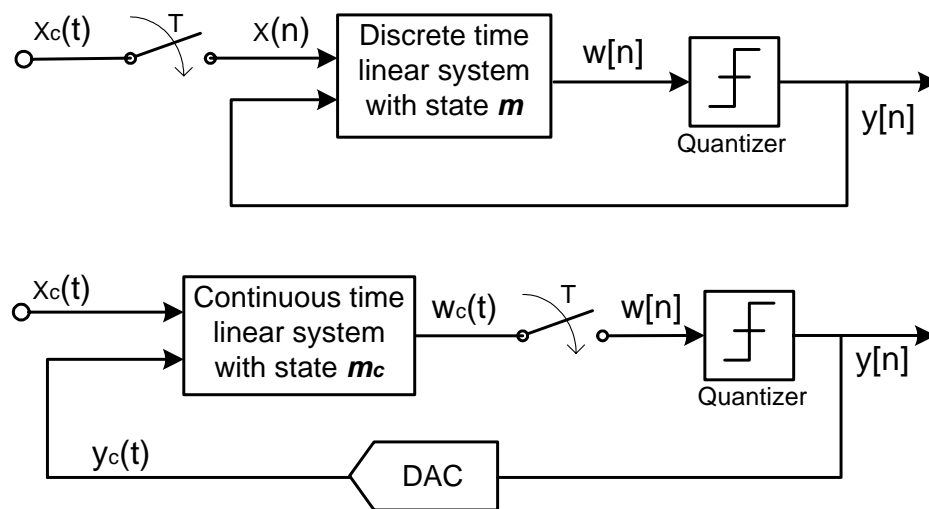 xc(t)
T
x(n)
Discrete time
linear system
with state m
w[n]
Quantizer
y[n]
xc(t)
Continuous time
linear system
with state mc
wc(t)
T
w[n]
Quantizer
y[n]
yc(t)
DAC